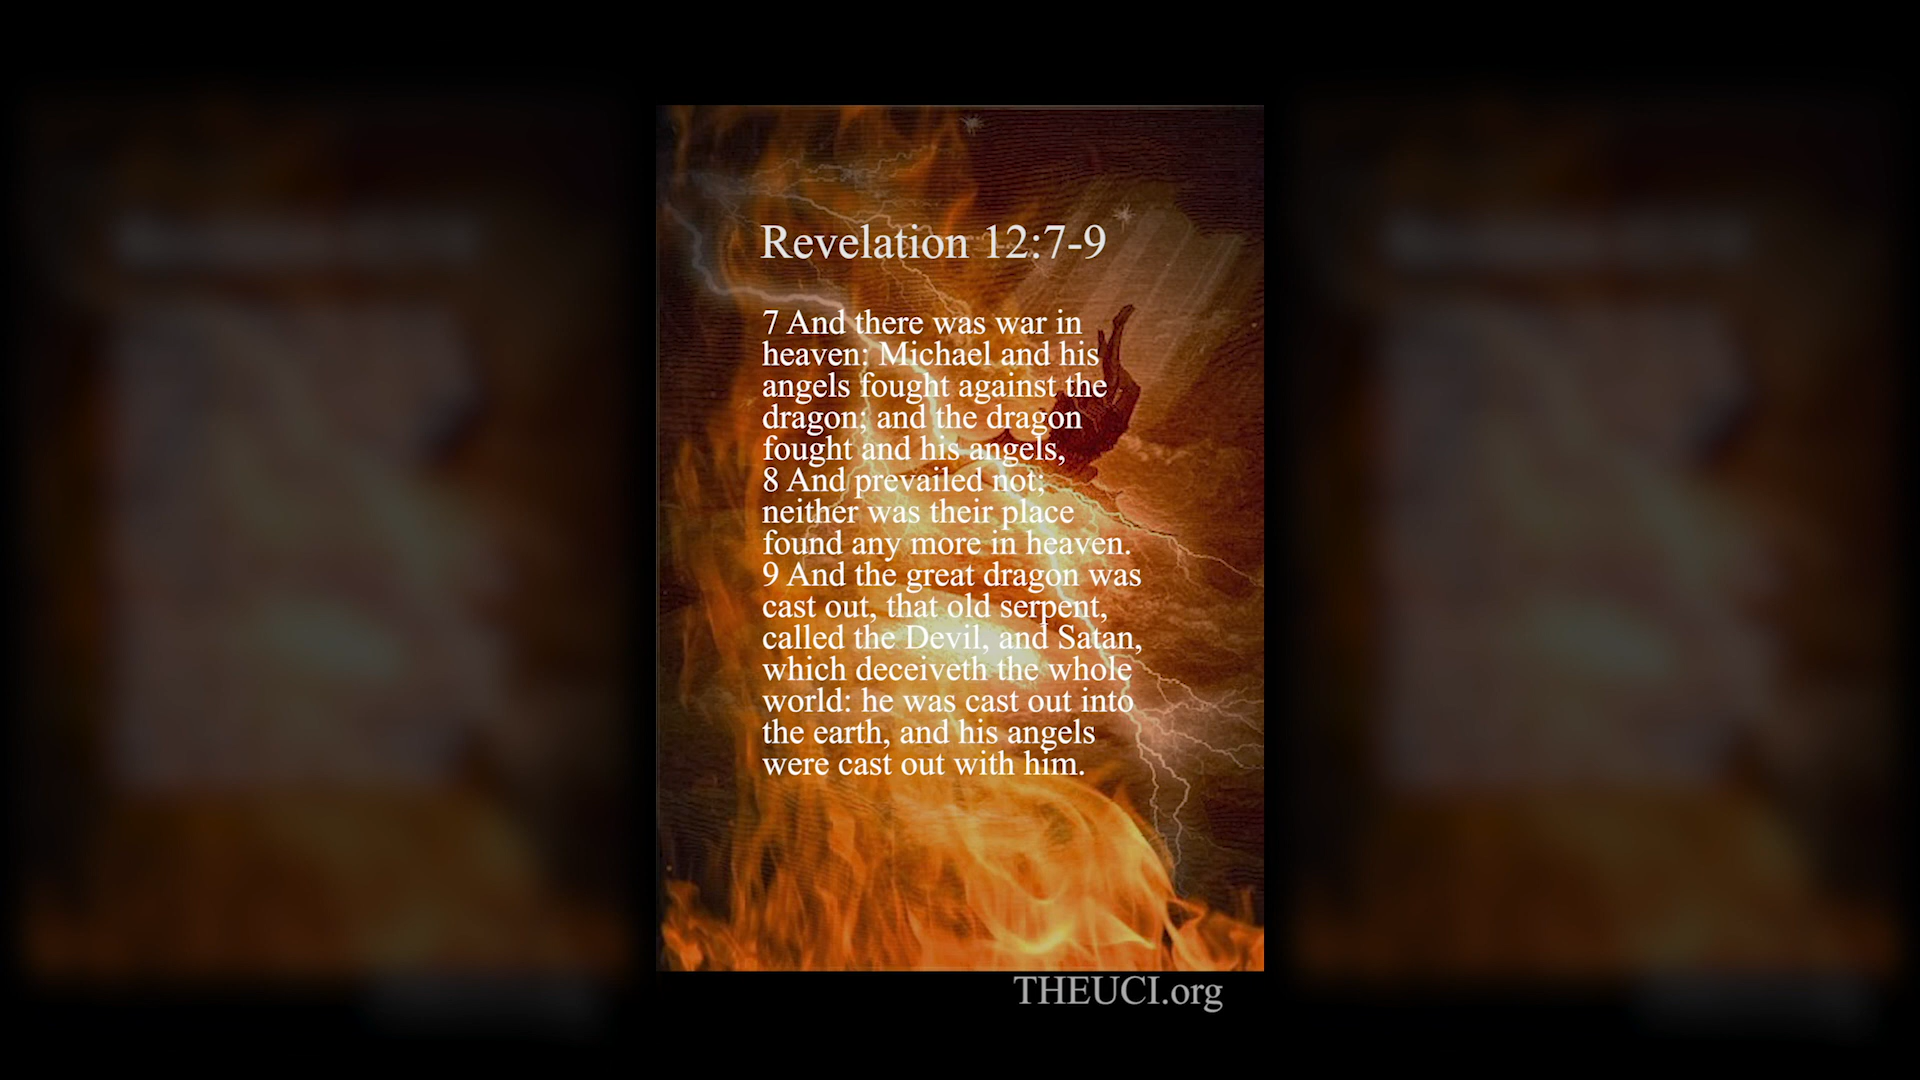 Revelation 12:7-9
7 And there was war in
heaven: Michael and his
angels fought against the
dragon; and the dragon
fought and his angels,
8 And prevailed not;
neither was their place
found any more in heaven.
9 And the great dragon was
cast out, that old serpent,
called the Devil, and Satan,
which deceiveth the whole
world: he was cast out into
the earth, and his angels
were cast out with him.
THEUCI.org